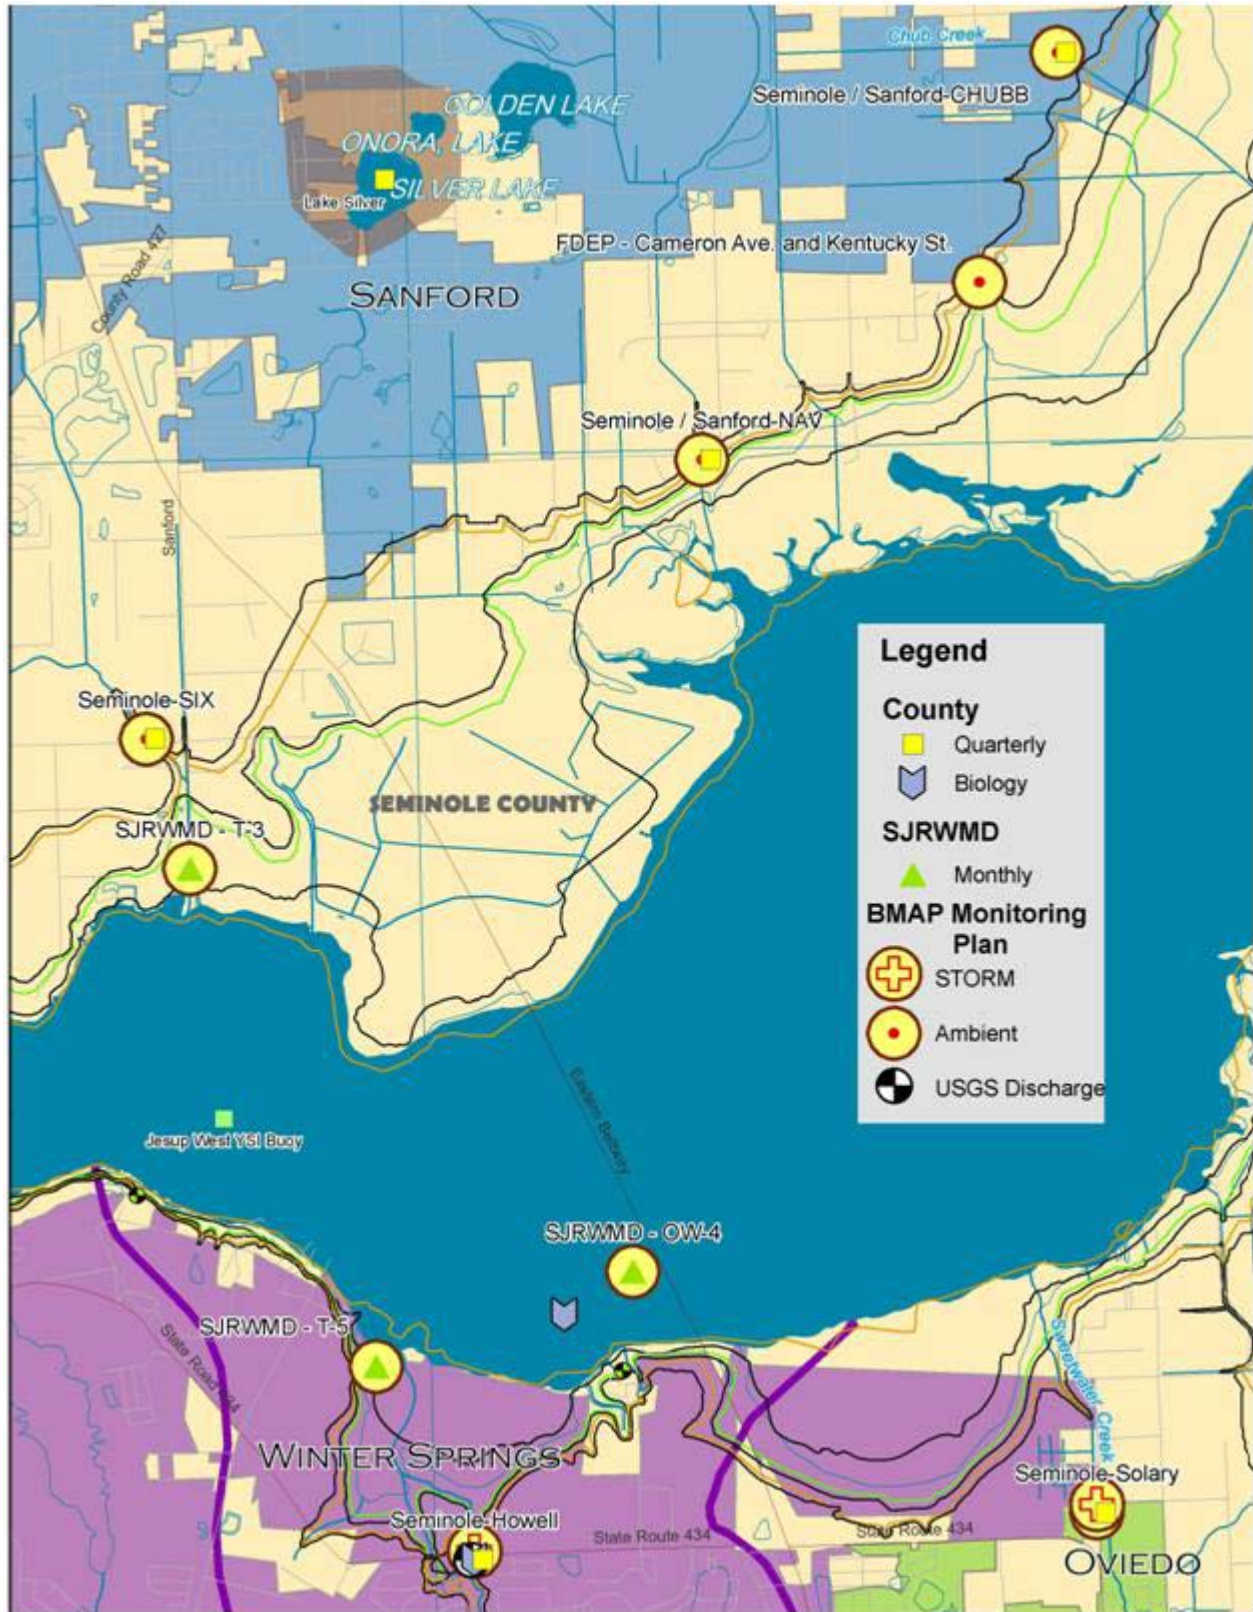 Chub Creek
Seminole / Sanford-CHUBB
GOLDEN LAKE
ONORA, LAKE
SILVER LAKE
Lake Silver
FDEP - Cameron Ave. and Kentucky St.
County Road 427
SANFORD
Seminole / Sanford-NAV
Sanford
Seminole-SIX
SEMINOLE COUNTY
SJRWMD - T-3
Legend
County
Quarterly
Biology
SJRWMD
Monthly
BMAP Monitoring
Plan
STORM
Ambient
USGS Discharge
Eastern Beltway
Jesup West YSI Buoy
SJRWMD - OW-4
SJRWMD - T-5
State Road 434
Sweetwater Creek
WINTER SPRINGS
Seminole-Solary
Seminole-Howell
State Route 434
State Route 434
OVIEDO